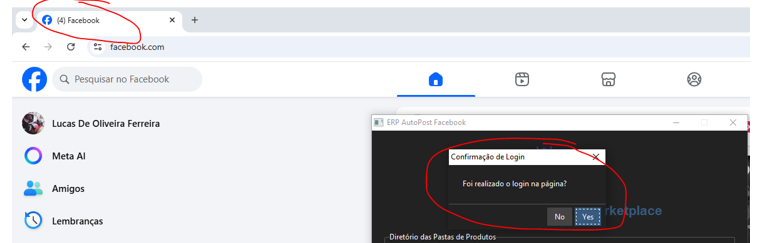 (4) Facebook
facebook.com
Pesquisar no Facebook
Lucas De Oliveira Ferreira
Meta AI
Amigos
Lembranças
ERP AutoPost Facebook
Confirmação de Login
Foi realizado o login na página?
No Yes
rketplace
Diretório das Pastas de Produtos